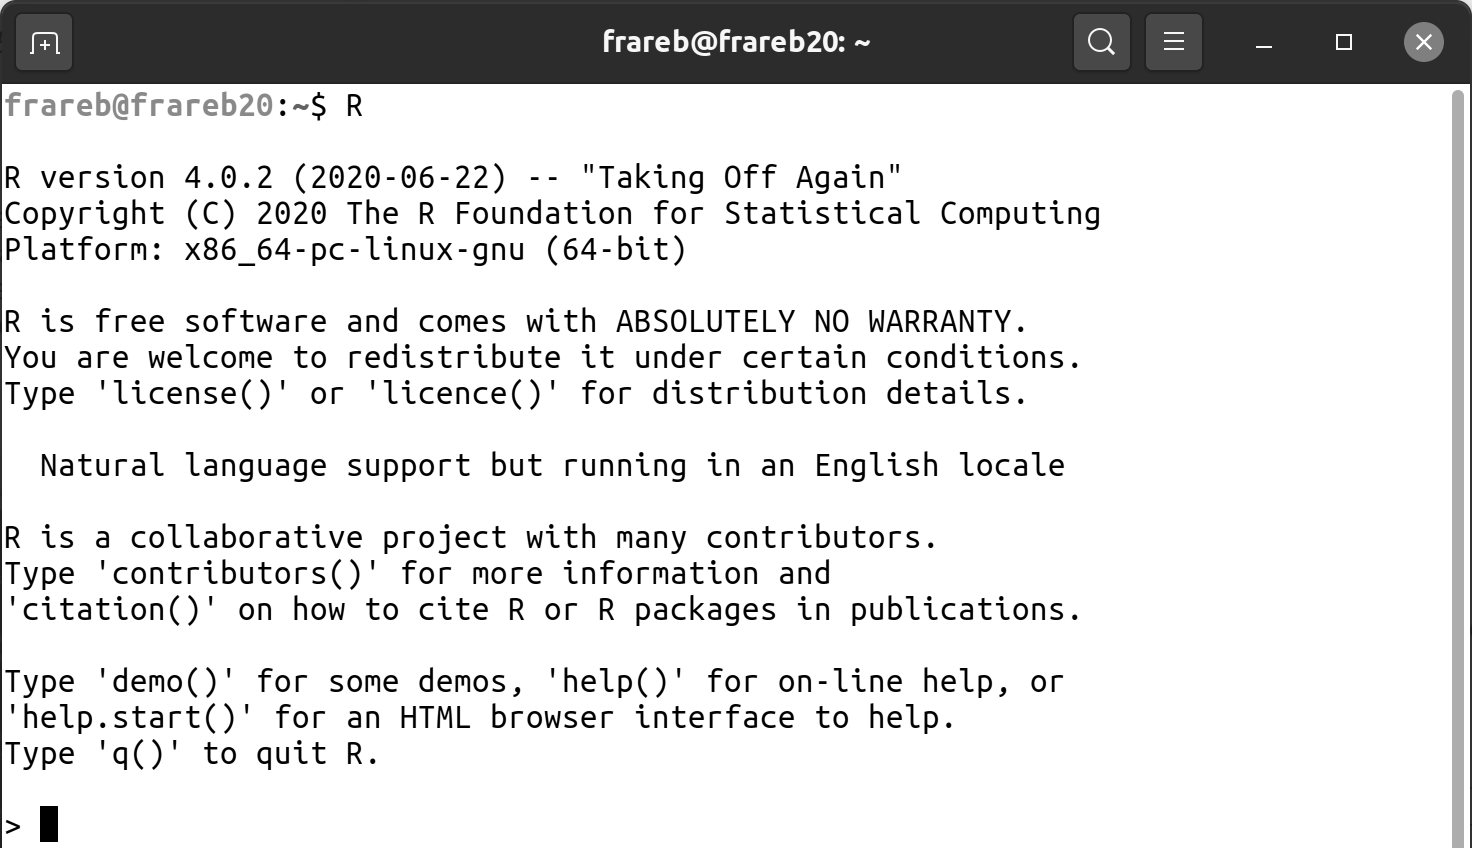 frareb@frareb20: ~
frareb@frareb20:~$ R
R version 4.0.2 (2020-06-22) -- "Taking Off Again"
Copyright (C) 2020 The R Foundation for Statistical Computing
Platform: x86_64-pc-linux-gnu (64-bit)
R is free software and comes with ABSOLUTELY NO WARRANTY.
You are welcome to redistribute it under certain conditions.
Type 'license()' or 'licence()' for distribution details.
Natural language support but running in an English locale
R is a collaborative project with many contributors.
Type 'contributors()' for more information and
'citation()' on how to cite R or R packages in publications.
Type 'demo()' for some demos, 'help()' for on-line help, or
'help.start()' for an HTML browser interface to help.
Type 'q()' to quit R.
>